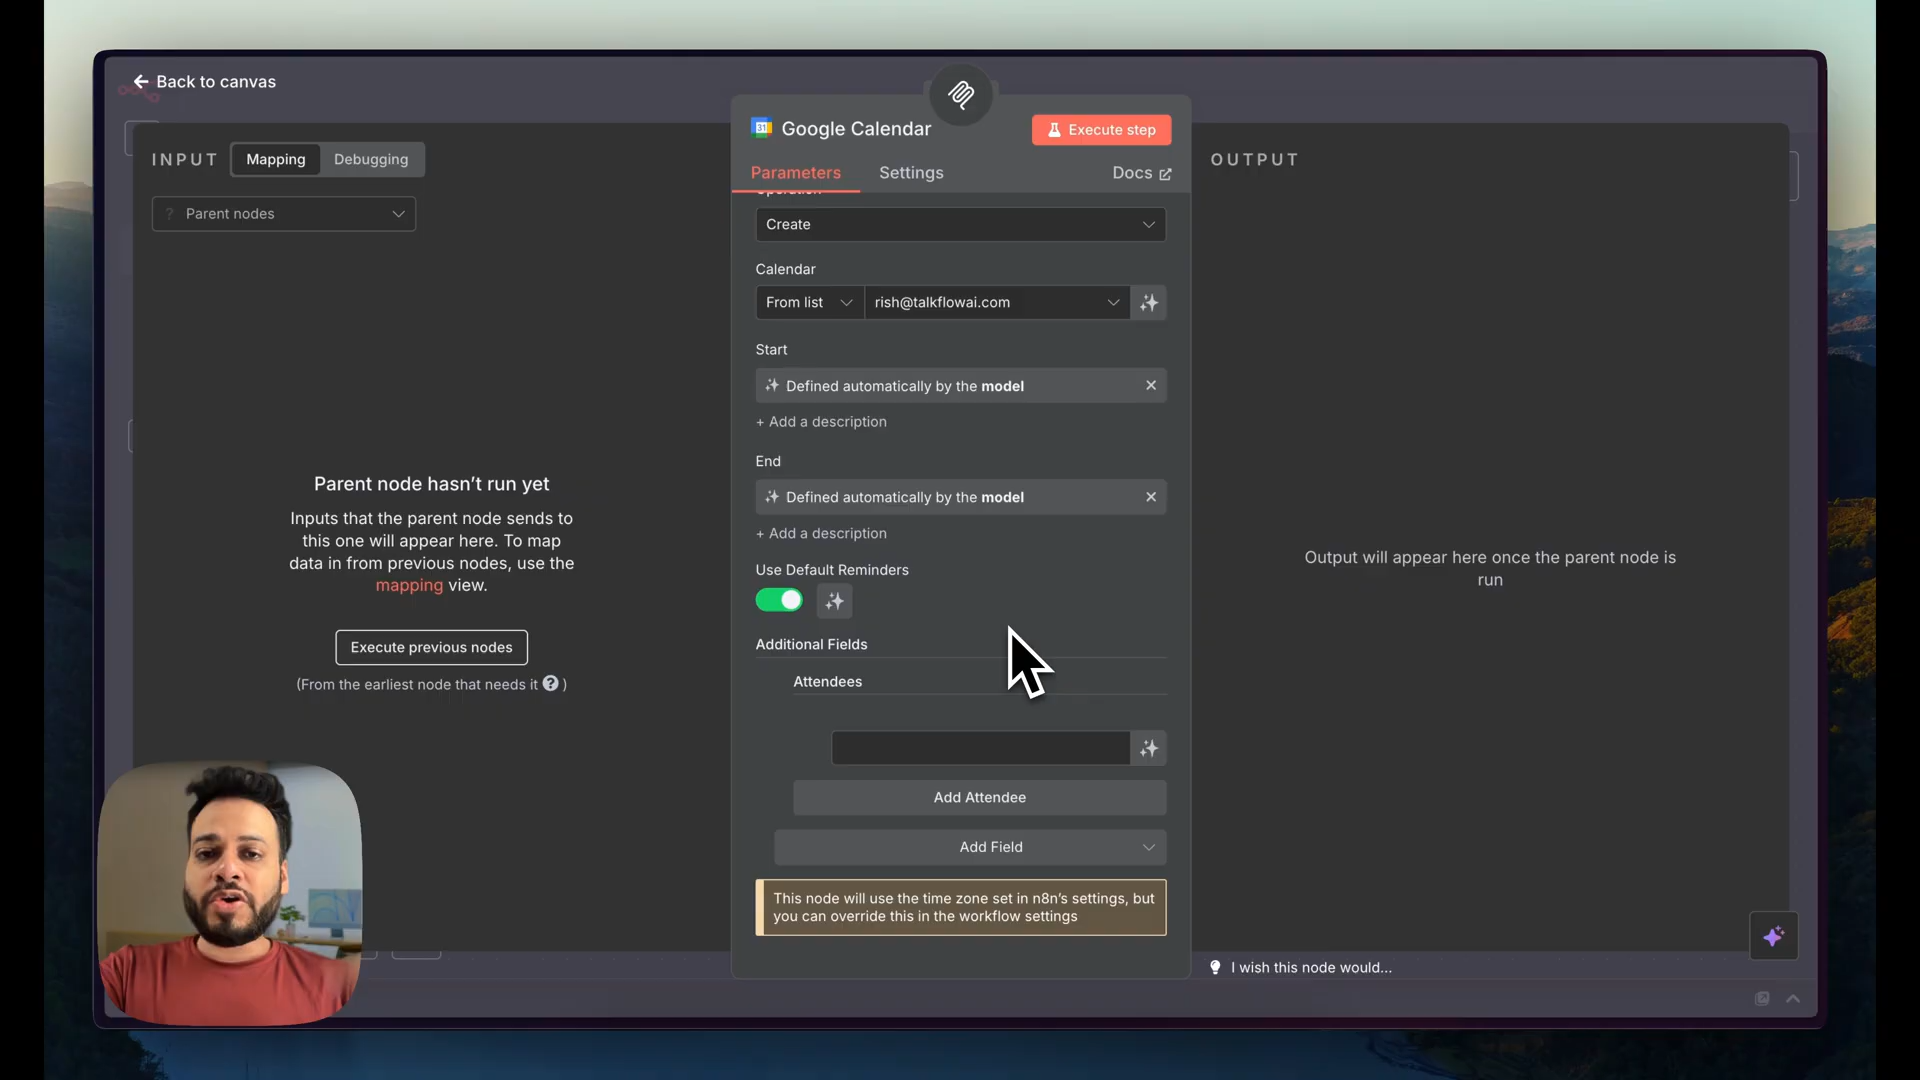 Back to canvas
INPUT
Mapping
Debugging
? Parent nodes
Parent node hasn't run yet
Inputs that the parent node sends to
this one will appear here. To map
data in from previous nodes, use the
mapping view.
Execute previous nodes
(From the earliest node that needs it ? )
31 Google Calendar
Execute step
Parameters
Settings
Docs
Operation
Create
Calendar
From list
rish@talkflowai.com
Start
Defined automatically by the model
+ Add a description
End
Defined automatically by the model
+ Add a description
Use Default Reminders
Additional Fields
Attendees
Add Attendee
Add Field
This node will use the time zone set in n8n's settings, but
you can override this in the workflow settings
OUTPUT
Output will appear here once the parent node is
run
I wish this node would...